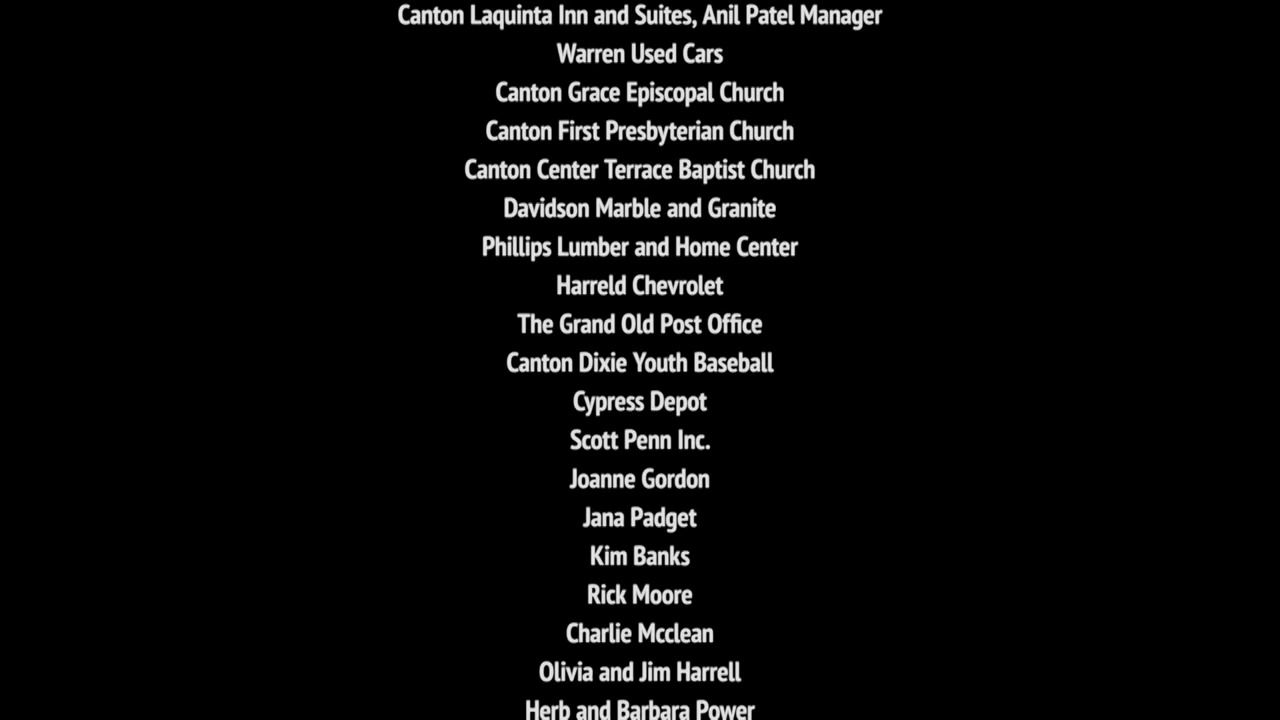 Canton Laquinta Inn and Suites, Anil Patel Manager
Warren Used Cars
Canton Grace Episcopal Church
Canton First Presbyterian Church
Canton Center Terrace Baptist Church
Davidson Marble and Granite
Phillips Lumber and Home Center
Harreld Chevrolet
The Grand Old Post Office
Canton Dixie Youth Baseball
Cypress Depot
Scott Penn Inc.
Joanne Gordon
Jana Padget
Kim Banks
Rick Moore
Charlie Mcclean
Olivia and Jim Harrell
Herb and Barbara Power